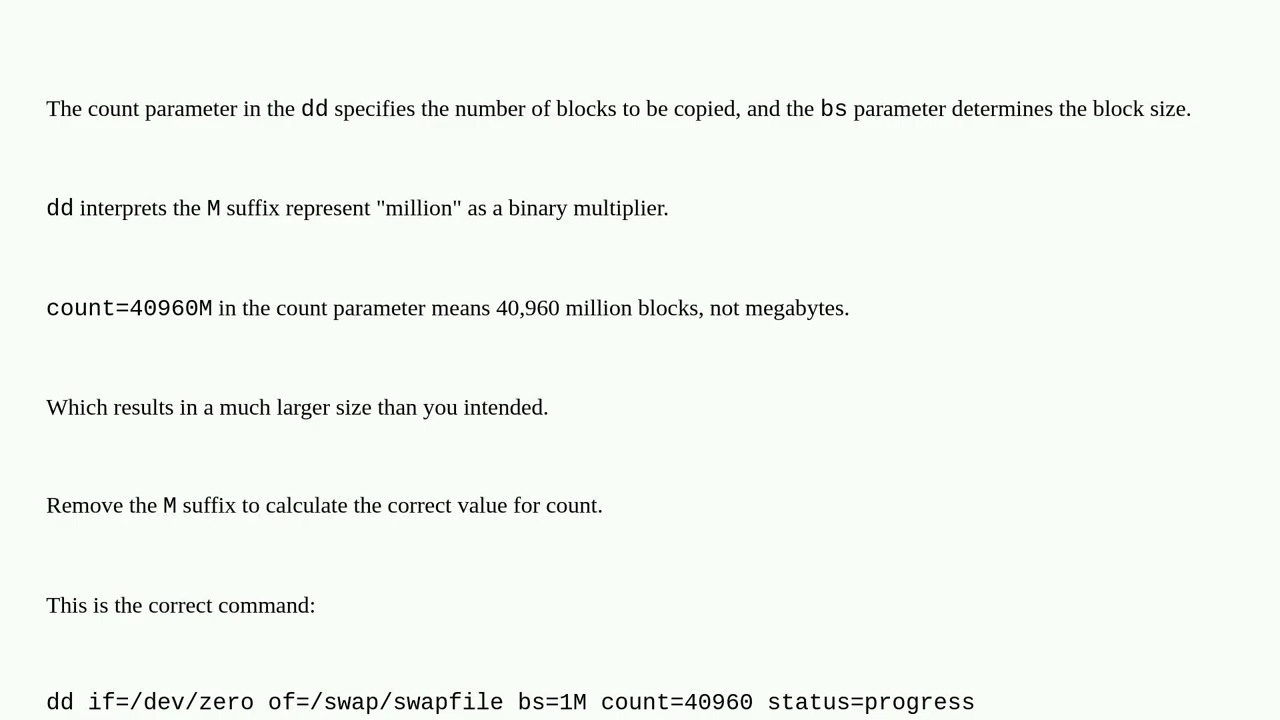 The count parameter in the dd specifies the number of blocks to be copied, and the bs parameter determines the block size.
dd interprets the M suffix represent "million" as a binary multiplier.
count=40960M in the count parameter means 40,960 million blocks, not megabytes.
Which results in a much larger size than you intended.
Remove the M suffix to calculate the correct value for count.
This is the correct command:
dd if=/dev/zero of=/swap/swapfile bs=1M count=40960 status=progress